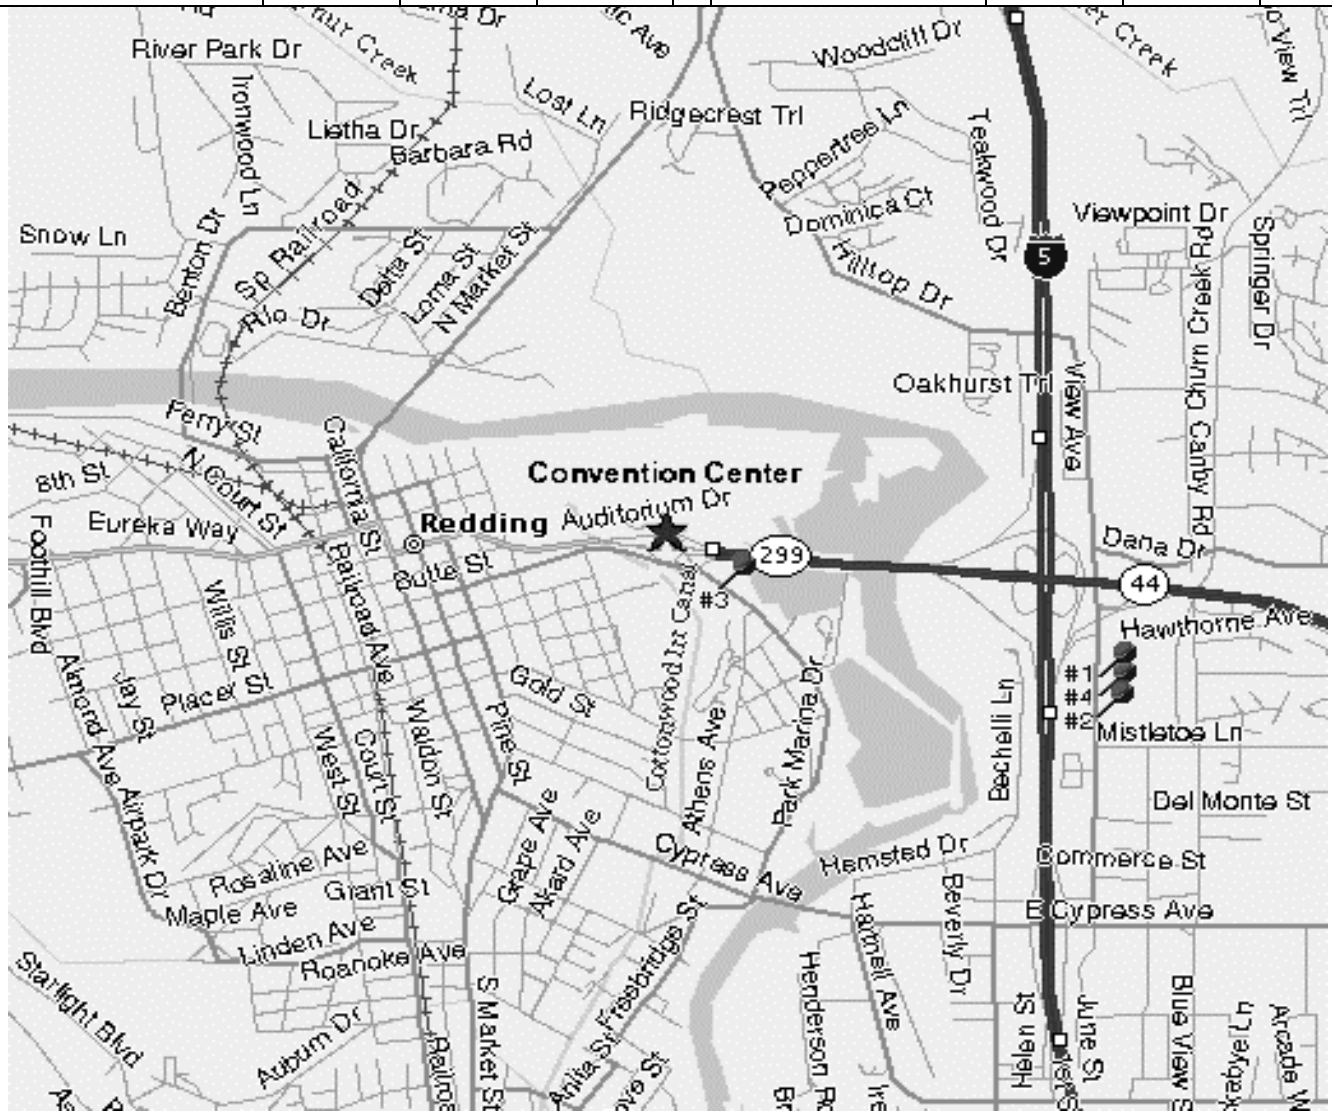 River Park Dr
Creek
Lost Ln
Ave
Woodcliff Dr
Creek
View Trl
Ironwood Ln
Lietha Dr
Barbara Rd
Ridgecrest Trl
Peppertree Ln
Teakwood Dr
Dominica Ct
Viewpoint Dr
Snow Ln
Benton Dr
Sp Railroad
Delta St
Loma St
N Market St
Hilltop Dr
5
Churn Creek Rd
Springer Dr
Rio Dr
Oakhurst Trl
View Ave
Canby Rd
Ferry St
California St
8th St
N Court St
Convention Center
Auditorium Dr
Redding
Eureka Way
Foothill Blvd
Butte St
299
#3
Dana Dr
44
Hawthorne Ave
Railroad Ave
Willis St
Cottonwood Inr Canal
#1
#4
#2
Mistletoe Ln
Almond Ave
Jay St
Placer St
Gold St
Pine St
Waldon St
West St
Court St
Athens Ave
Park Marina Dr
Bechelli Ln
Del Monte St
Airpark Dr
Grape Ave
Akard Ave
Cypress Ave
Hemsted Dr
Commerce St
Rosaline Ave
Grant St
Maple Ave
Linden Ave
Roanoke Ave
E Cypress Ave
Beverly Dr
Hartnell Ave
Freebridge St
Henderson Rd
Starlight Blvd
Auburn Dr
S Market St
Anita St
Helen St
June St
Blue View S
Arcade W